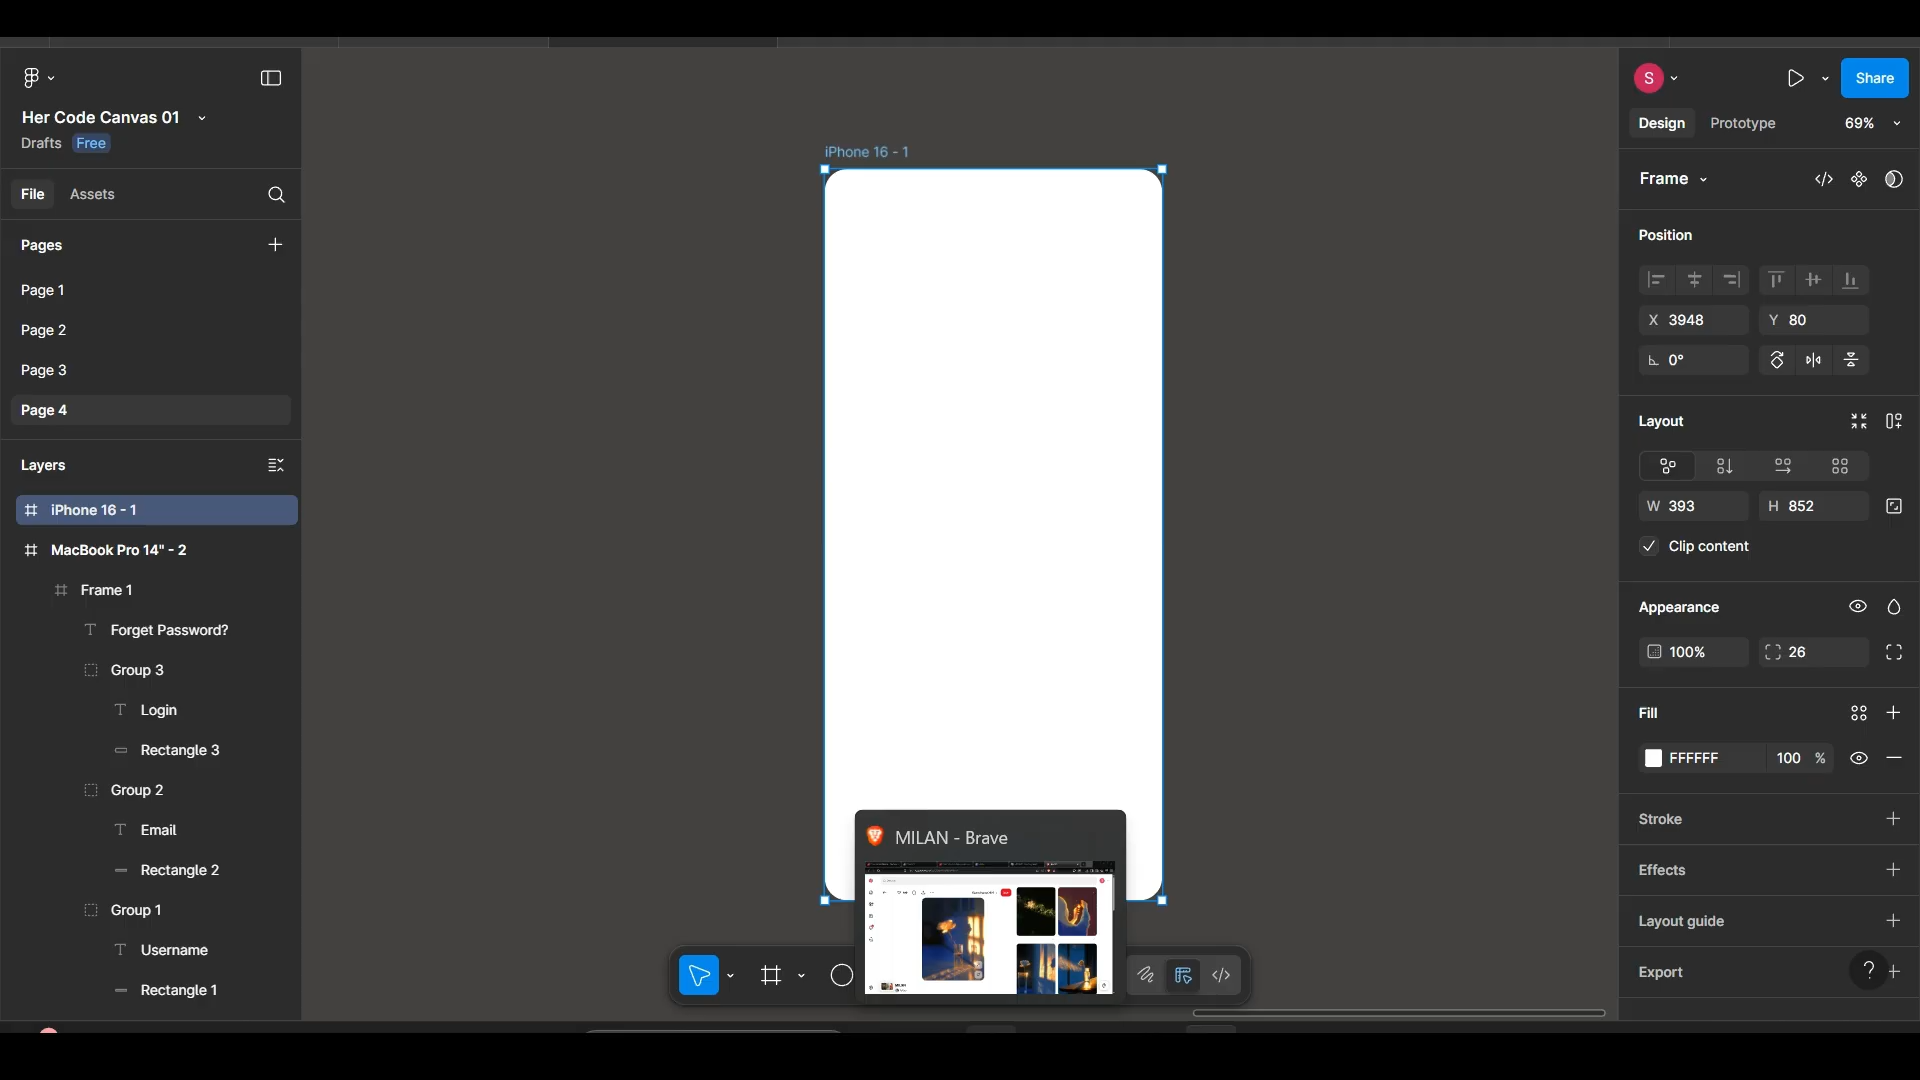 Her Code Canvas 01
Drafts Free
File Assets
Pages
Page 1
Page 2
Page 3
Page 4
Layers
iPhone 16 - 1
MacBook Pro 14" - 2
Frame 1
Forget Password?
Group 3
Login
Rectangle 3
Group 2
Email
Rectangle 2
Group 1
Username
Rectangle 1
iPhone 16 - 1
MILAN - Brave
S
Share
Design Prototype 69%
Frame
Position
X 3948 Y 80
0°
Layout
W 393 H 852
Clip content
Appearance
100% 26
Fill
FFFFFF 100 %
Stroke
Effects
Layout guide
Export
?